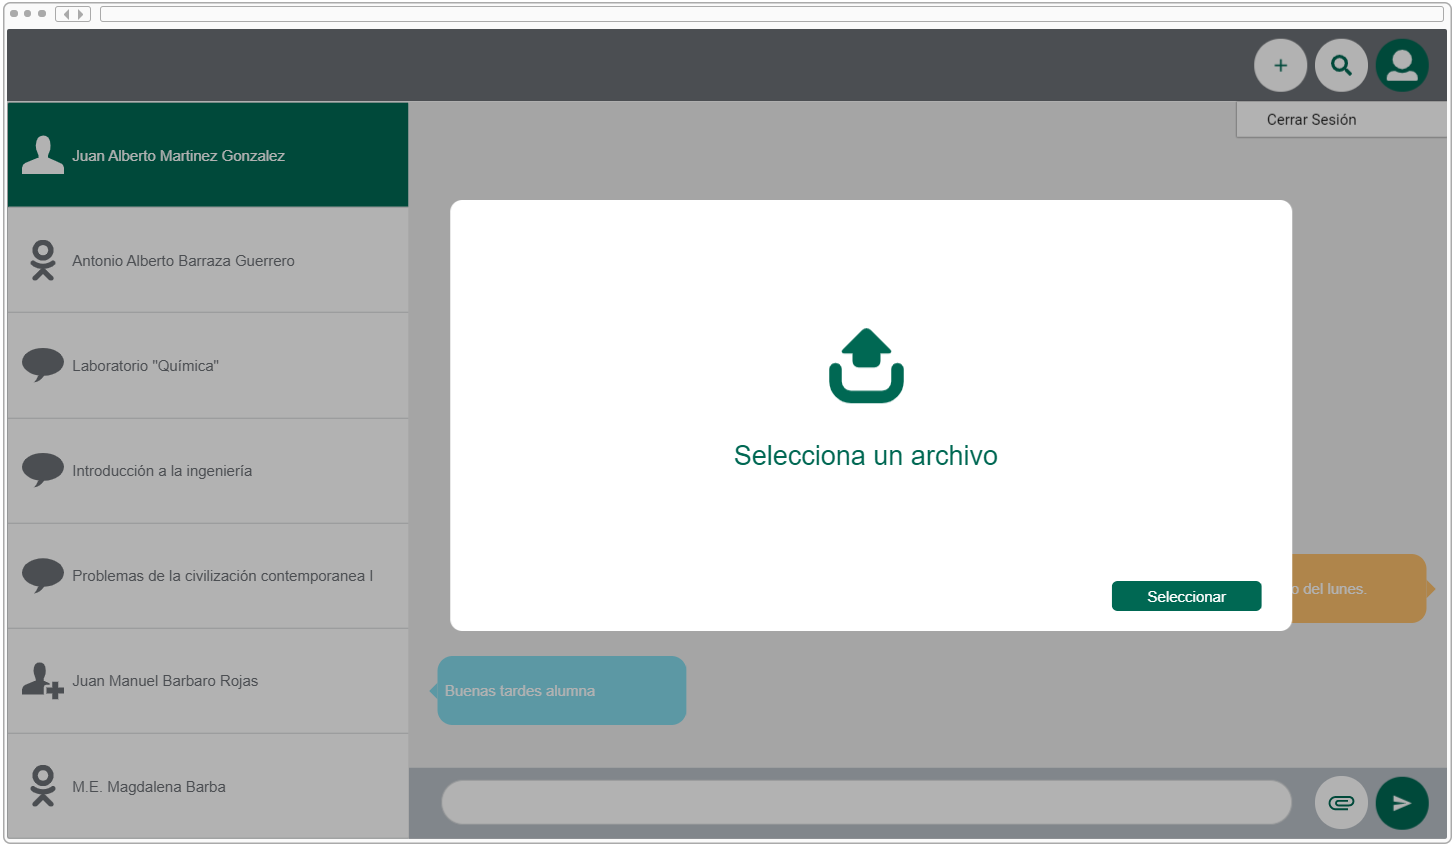 Cerrar Sesión
Juan Alberto Martinez Gonzalez
Antonio Alberto Barraza Guerrero
Laboratorio "Química"
Introducción a la ingeniería
Problemas de la civilización contemporanea I
Juan Manuel Barbaro Rojas
M.E. Magdalena Barba
Selecciona un archivo
Seleccionar
o del lunes.
Buenas tardes alumna